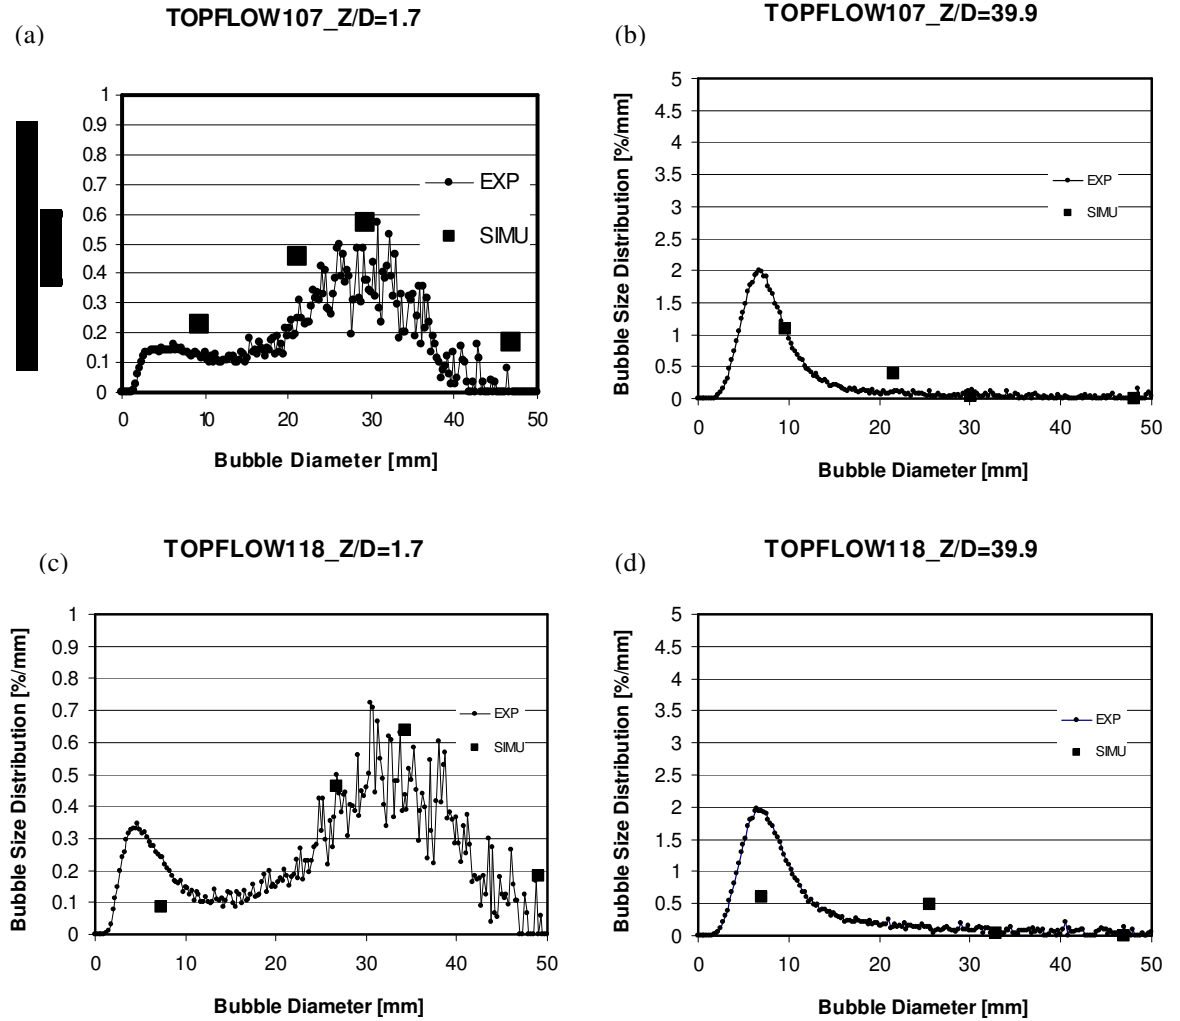 TOPFLOW107_Z/D=1.7
(a)
1
0.9
0.8
0.7
0.6
0.5
0.4
0.3
0.2
0.1
0
EXP
SIMU
0 10 20 30 40 50
Bubble Diameter [mm]
TOPFLOW107_Z/D=39.9
(b)
Bubble Size Distribution [%/mm]
5
4.5
4
3.5
3
2.5
2
1.5
1
0.5
0
EXP
SIMU
0 10 20 30 40 50
Bubble Diameter [mm]
TOPFLOW118_Z/D=1.7
(c)
Bubble Size Distribution [%/mm]
1
0.9
0.8
0.7
0.6
0.5
0.4
0.3
0.2
0.1
0
EXP
SIMU
0 10 20 30 40 50
Bubble Diameter [mm]
TOPFLOW118_Z/D=39.9
(d)
Bubble Size Distribution [%/mm]
5
4.5
4
3.5
3
2.5
2
1.5
1
0.5
0
EXP
SIMU
0 10 20 30 40 50
Bubble Diameter [mm]